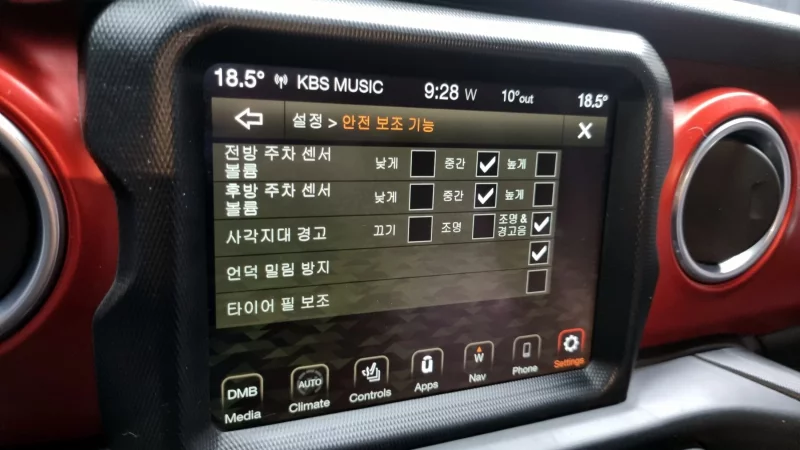 18.5° KBS MUSIC 9:28 W 10°out 18.5°
설정 > 안전 보조 기능 X
전방 주차 센서
볼륨
낮게 중간 높게
후방 주차 센서
볼륨
낮게 중간 높게
사각지대 경고 끄기 조명 조명 &
경고음
언덕 밀림 방지
타이어 필 보조
DMB AUTO W
Media Climate Controls Apps Nav Phone Settings